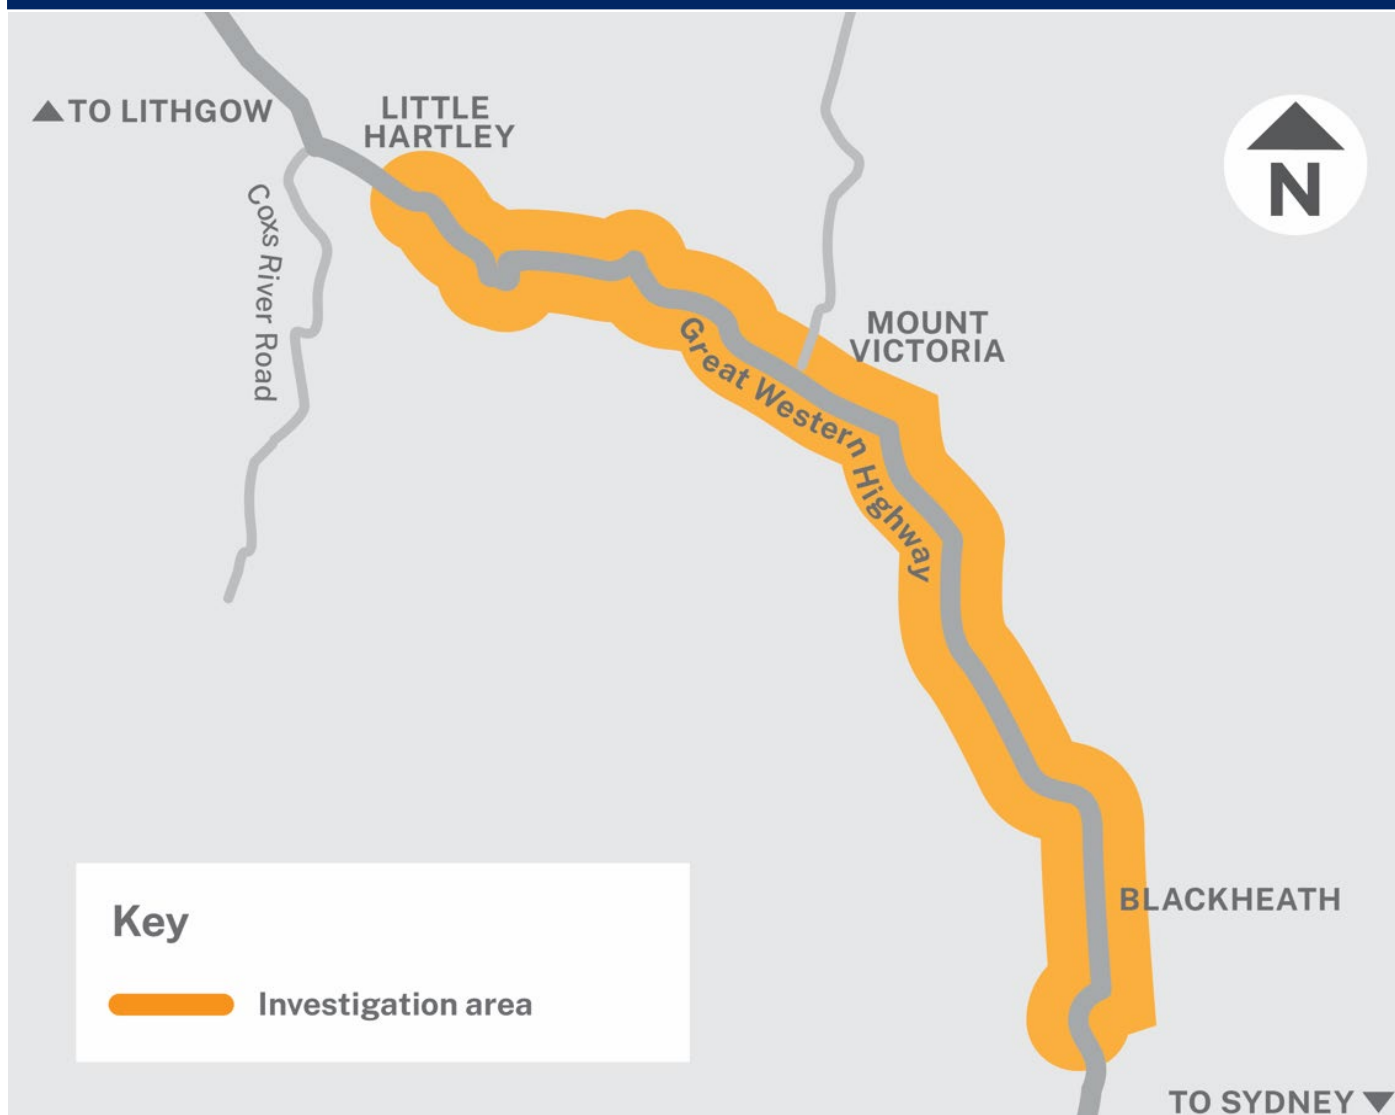 TO LITHGOW
LITTLE
HARTLEY
N
Coxs River Road
MOUNT
VICTORIA
Great Western Highway
BLACKHEATH
Key
Investigation area
TO SYDNEY